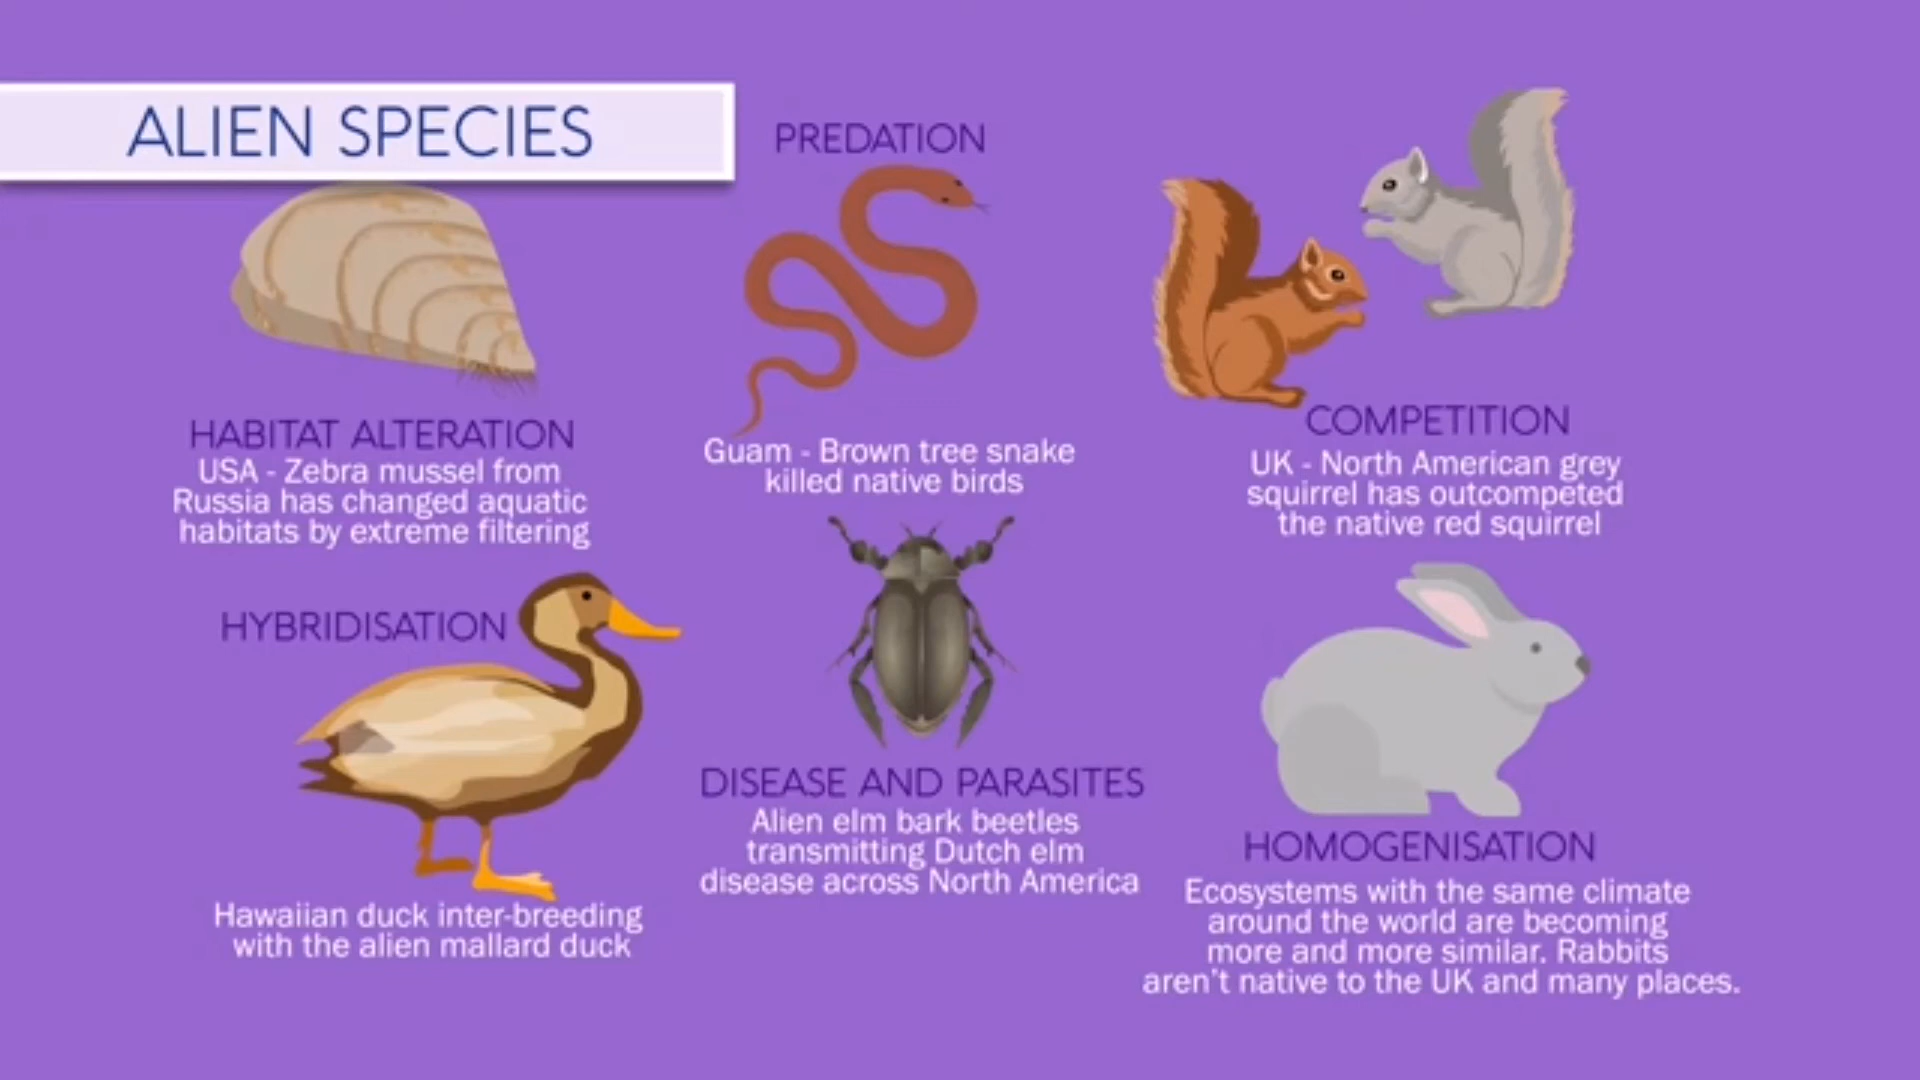 ALIEN SPECIES
PREDATION
Guam - Brown tree snake
killed native birds
HABITAT ALTERATION
USA - Zebra mussel from
Russia has changed aquatic
habitats by extreme filtering
COMPETITION
UK - North American grey
squirrel has outcompeted
the native red squirrel
HYBRIDISATION
Hawaiian duck inter-breeding
with the alien mallard duck
DISEASE AND PARASITES
Alien elm bark beetles
transmitting Dutch elm
disease across North America
HOMOGENISATION
Ecosystems with the same climate
around the world are becoming
more and more similar. Rabbits
aren't native to the UK and many places.